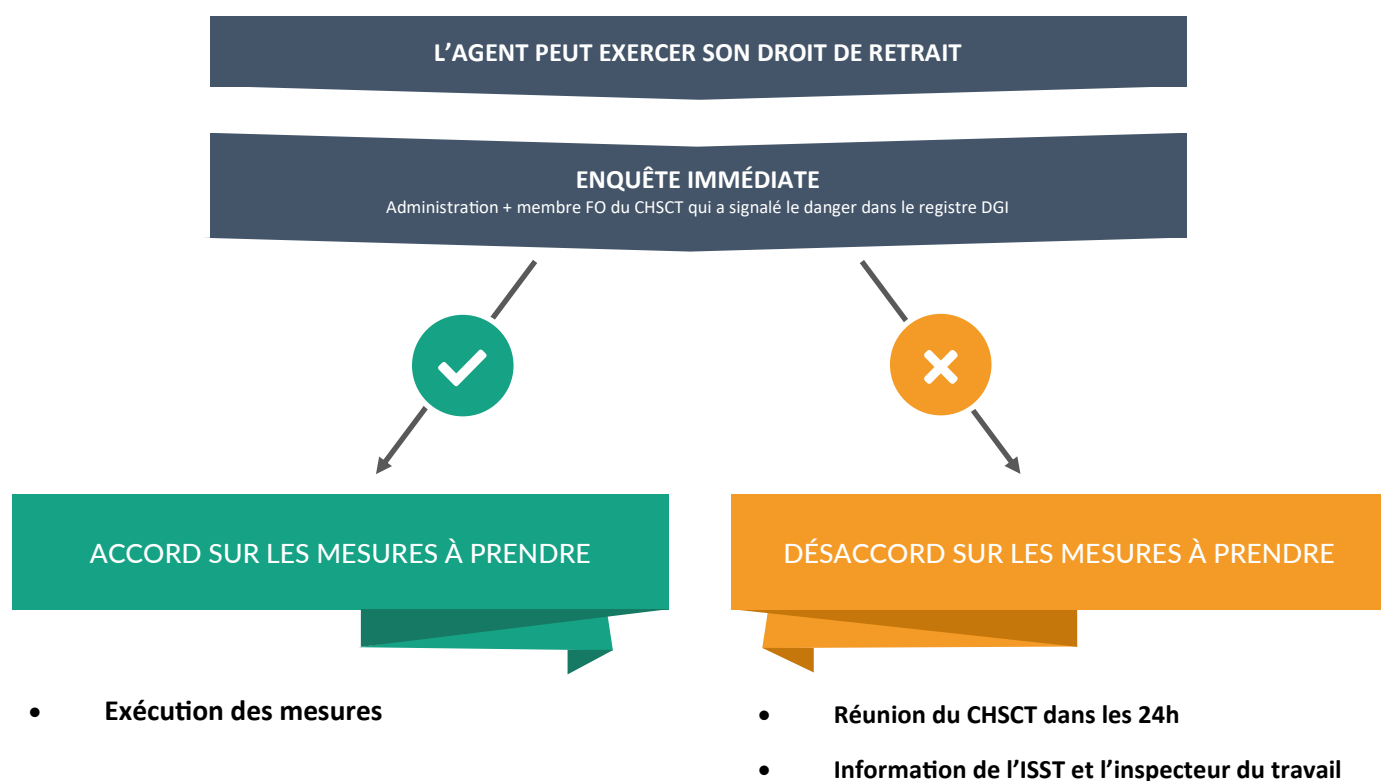 L’AGENT PEUT EXERCER SON DROIT DE RETRAIT
ENQUÊTE IMMÉDIATE
Administration + membre FO du CHSCT qui a signalé le danger dans le registre DGI
ACCORD SUR LES MESURES À PRENDRE
DÉSACCORD SUR LES MESURES À PRENDRE
• Exécution des mesures
• Réunion du CHSCT dans les 24h
• Information de l’ISST et l’inspecteur du travail